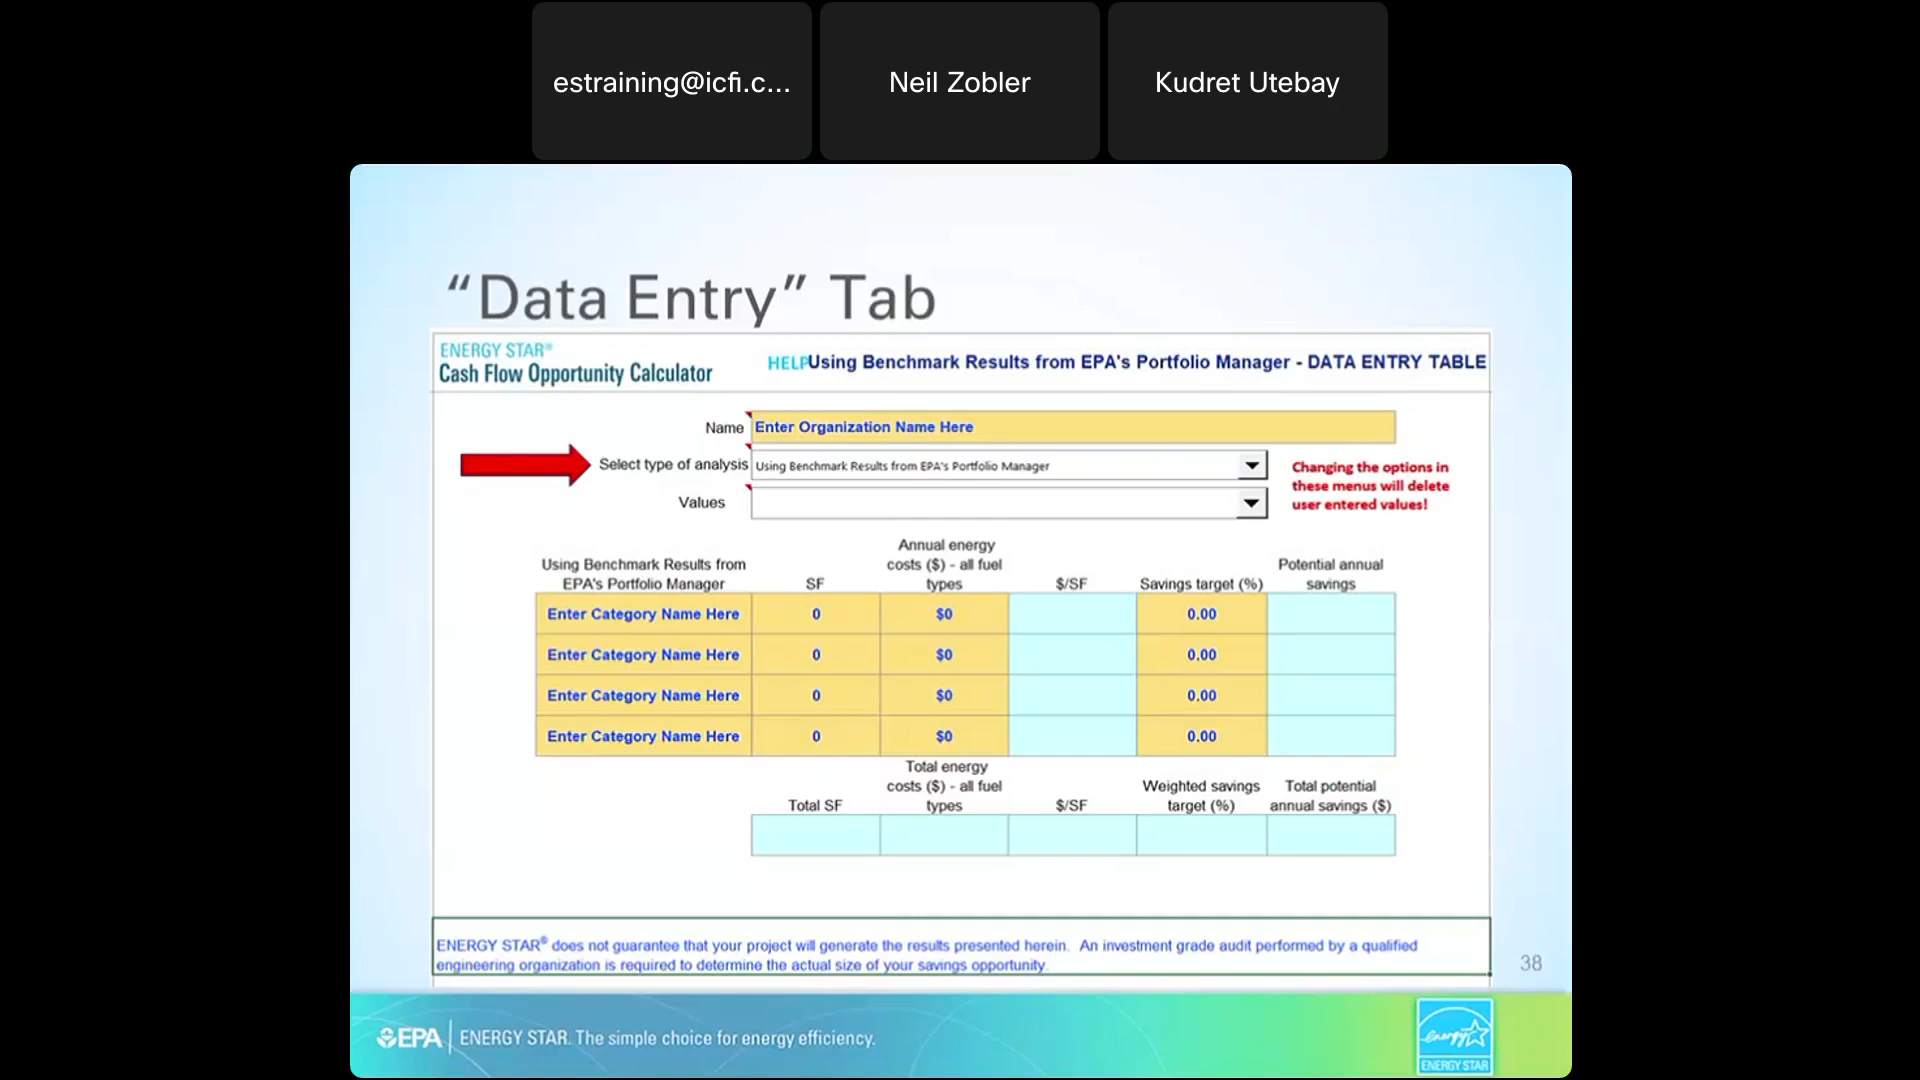 estraining@icfi.c...
Neil Zobler
Kudret Utebay
“Data Entry” Tab
ENERGY STAR®
Cash Flow Opportunity Calculator
HELP
Using Benchmark Results from EPA's Portfolio Manager - DATA ENTRY TABLE
Name
Enter Organization Name Here
Select type of analysis
Using Benchmark Results from EPA's Portfolio Manager
Values
Changing the options in
these menus will delete
user entered values!
Using Benchmark Results from
EPA's Portfolio Manager
SF
Annual energy
costs ($) - all fuel
types
$/SF
Savings target (%)
Potential annual
savings
Enter Category Name Here 0 $0 0.00
Enter Category Name Here 0 $0 0.00
Enter Category Name Here 0 $0 0.00
Enter Category Name Here 0 $0 0.00
Total SF
Total energy
costs ($) - all fuel
types
$/SF
Weighted savings
target (%)
Total potential
annual savings ($)
ENERGY STAR® does not guarantee that your project will generate the results presented herein. An investment grade audit performed by a qualified
engineering organization is required to determine the actual size of your savings opportunity.
38
EPA
ENERGY STAR. The simple choice for energy efficiency.
energy
ENERGY STAR